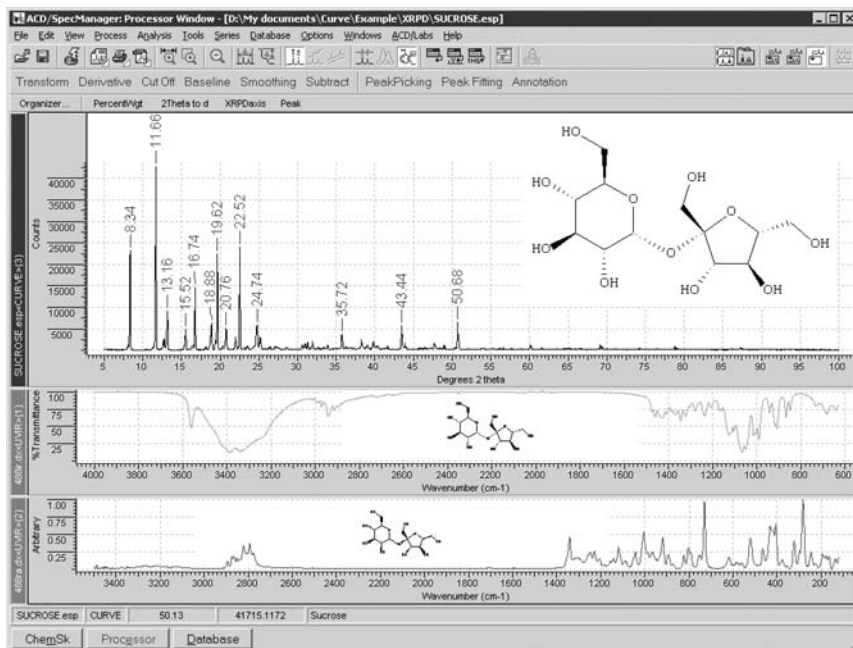 ACD/SpecManager: Processor Window - [D:\My documents\Curve\Example\XRPD\SUCROSE.esp]
File Edit View Process Analysis Tools Series Database Options Windows ACD/Labs Help
Transform Derivative Cut Off Baseline Smoothing Subtract PeakPicking Peak Fitting Annotation
Organizer... PercentWgt 2Theta to d XRPDaxis Peak
SUCROSE.esp<CURVE>(3)
Counts
40000
35000
30000
25000
20000
15000
10000
5000
8.34 11.66 13.16 15.52 16.74 18.88 19.62 20.76 22.52 24.74 35.72 43.44 50.68
HO
HO
HO
HO
OH
O
O
HO
O
OH
OH
HO
5 10 15 20 25 30 35 40 45 50 55 60 65 70 75 80 85 90 95 100
Degrees 2 theta
%Transmittance
100
75
50
25
4000 3800 3600 3400 3200 3000 2800 2600 2400 2200 2000 1800 1600 1400 1200 1000 800 600
Wavenumber (cm-1)
Arbitrary
1.00
0.75
0.50
0.25
3400 3200 3000 2800 2600 2400 2200 2000 1800 1600 1400 1200 1000 800 600 400 200
Wavenumber (cm-1)
SUCROSE.esp CURVE 50.13 41715.1172 Sucrose
ChemSk Processor Database